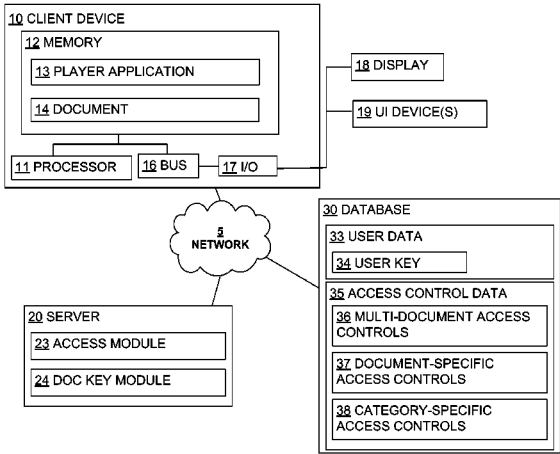 10 CLIENT DEVICE
12 MEMORY
13 PLAYER APPLICATION
14 DOCUMENT
11 PROCESSOR
16 BUS
17 I/O
18 DISPLAY
19 UI DEVICE(S)
5
NETWORK
20 SERVER
23 ACCESS MODULE
24 DOC KEY MODULE
30 DATABASE
33 USER DATA
34 USER KEY
35 ACCESS CONTROL DATA
36 MULTI-DOCUMENT ACCESS
CONTROLS
37 DOCUMENT-SPECIFIC
ACCESS CONTROLS
38 CATEGORY-SPECIFIC
ACCESS CONTROLS